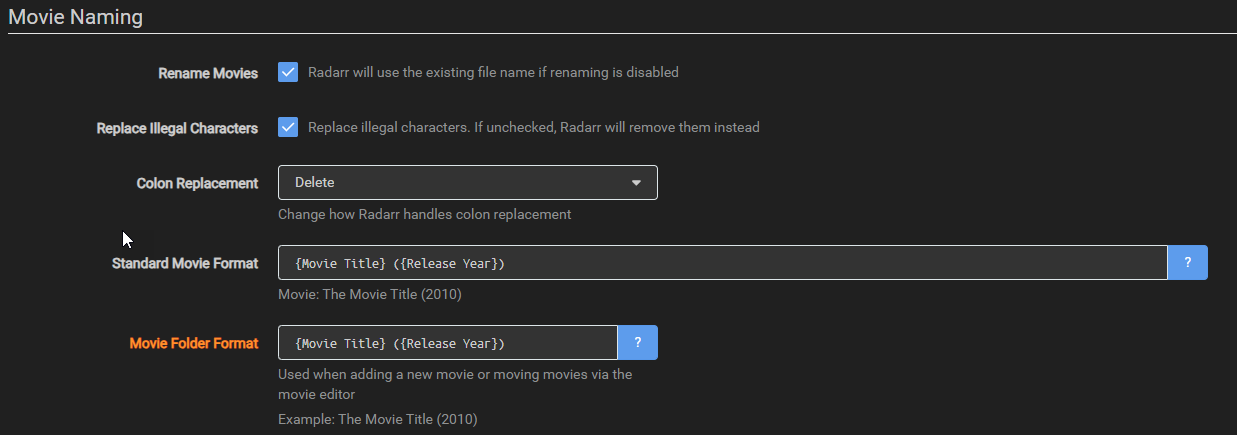 Movie Naming
Rename Movies Radarr will use the existing file name if renaming is disabled
Replace Illegal Characters Replace illegal characters. If unchecked, Radarr will remove them instead
Colon Replacement Delete
Change how Radarr handles colon replacement
Standard Movie Format {Movie Title} ({Release Year}) ?
Movie: The Movie Title (2010)
Movie Folder Format {Movie Title} ({Release Year}) ?
Used when adding a new movie or moving movies via the
movie editor
Example: The Movie Title (2010)